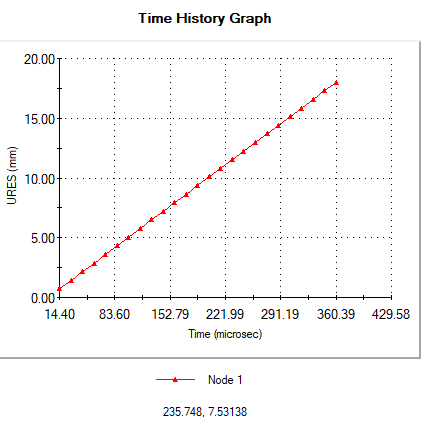 Time History Graph
20.00
15.00
10.00
5.00
0.00
URES (mm)
14.40 83.60 152.79 221.99 291.19 360.39 429.58
Time (microsec)
Node 1
235.748, 7.53138